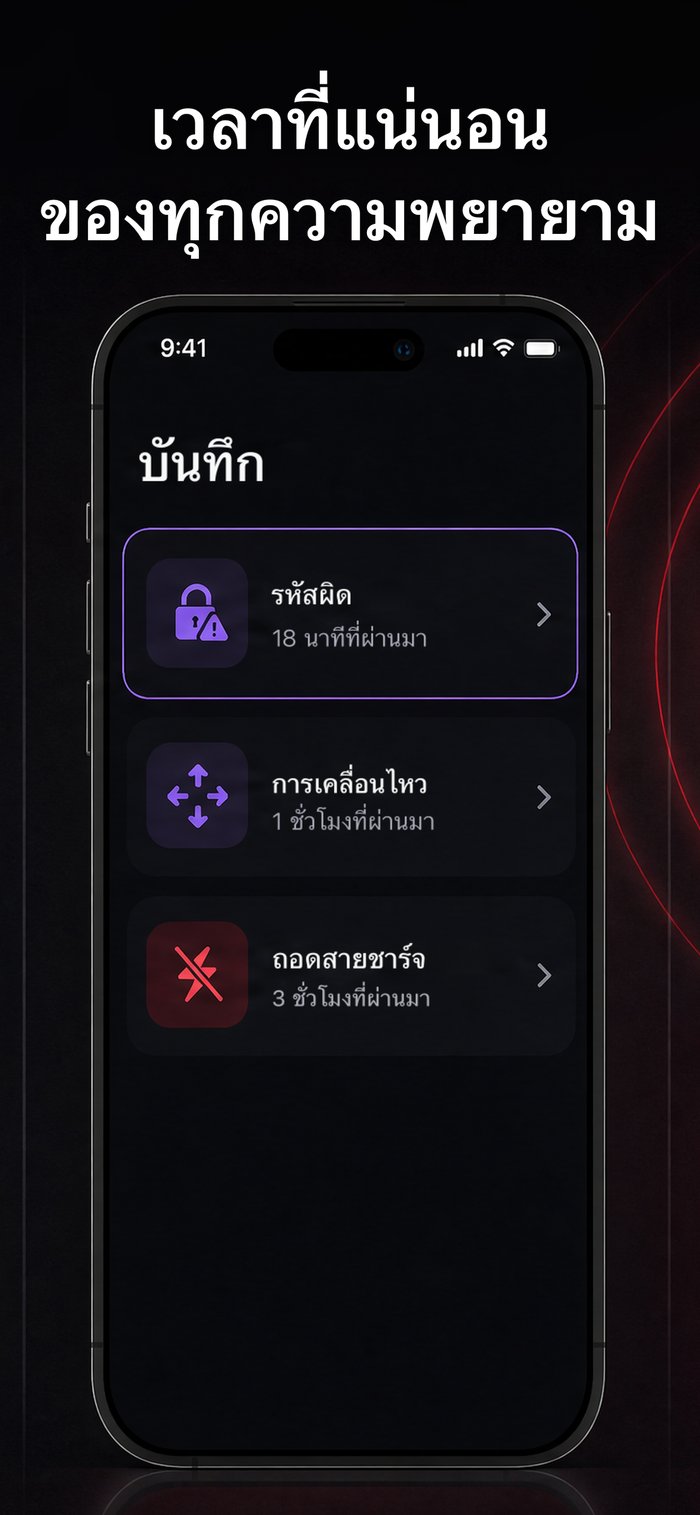 เวลาที่แน่นอน
ของทุกความพยายาม
9:41
บันทึก
รหัสผิด
18 นาทีที่ผ่านมา
การเคลื่อนไหว
1 ชั่วโมงที่ผ่านมา
ถอดสายชาร์จ
3 ชั่วโมงที่ผ่านมา